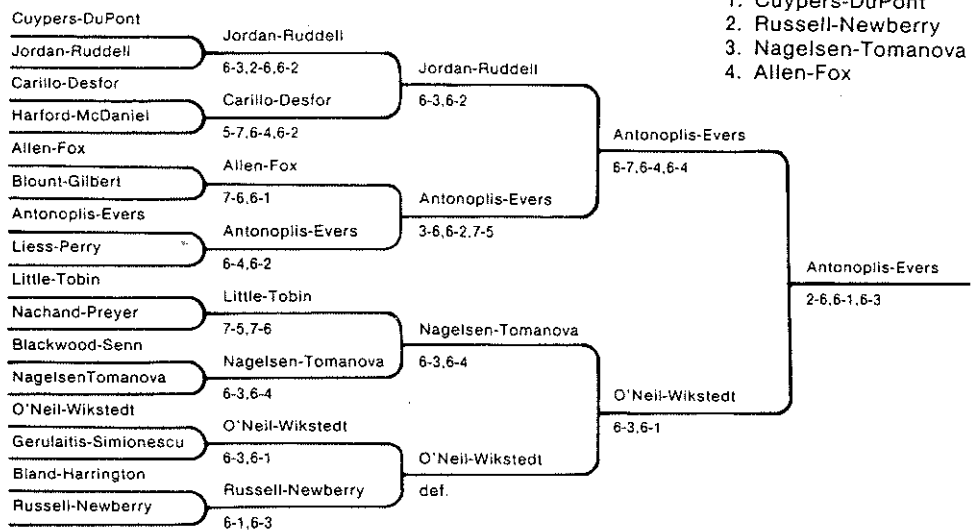 1. Cuypers-DuPont
2. Russell-Newberry
3. Nagelsen-Tomanova
4. Allen-Fox
Cuypers-DuPont
Jordan-Ruddell
Carillo-Desfor
Harford-McDaniel
Allen-Fox
Blount-Gilbert
Antonoplis-Evers
Liess-Perry
Little-Tobin
Nachand-Preyer
Blackwood-Senn
NagelsenTomanova
O'Neil-Wikstedt
Gerulaitis-Simionescu
Bland-Harrington
Russell-Newberry
Jordan-Ruddell
6-3,2-6,6-2
Carillo-Desfor
5-7,6-4,6-2
Allen-Fox
7-6,6-1
Antonoplis-Evers
6-4,6-2
Little-Tobin
7-5,7-6
Nagelsen-Tomanova
6-3,6-4
O'Neil-Wikstedt
6-3,6-1
Russell-Newberry
6-1,6-3
Jordan-Ruddell
6-3,6-2
Antonoplis-Evers
3-6,6-2,7-5
Nagelsen-Tomanova
6-3,6-4
O'Neil-Wikstedt
def.
Antonoplis-Evers
6-7,6-4,6-4
O'Neil-Wikstedt
6-3,6-1
Antonoplis-Evers
2-6,6-1,6-3